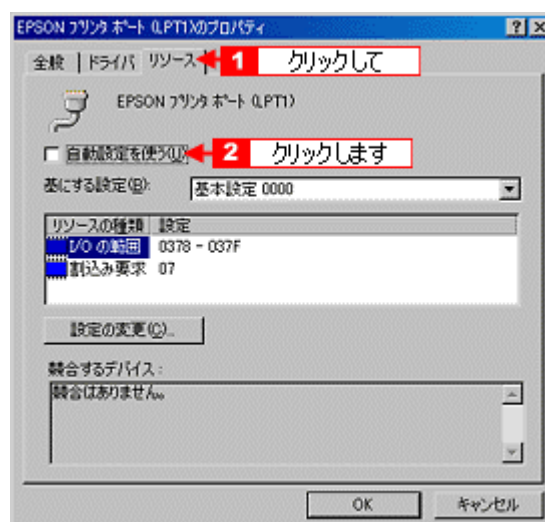 EPSON プリンタ ポート (LPT1)のプロパティ
全般 ドライバ リソース 1 クリックして
EPSON プリンタ ポート (LPT1)
自動設定を使う(U) 2 クリックします
基にする設定(B): 基本設定 0000
リソースの種類 設定
I/O の範囲 0378 - 037F
割込み要求 07
設定の変更(C)...
競合するデバイス:
競合はありません。
OK キャンセル